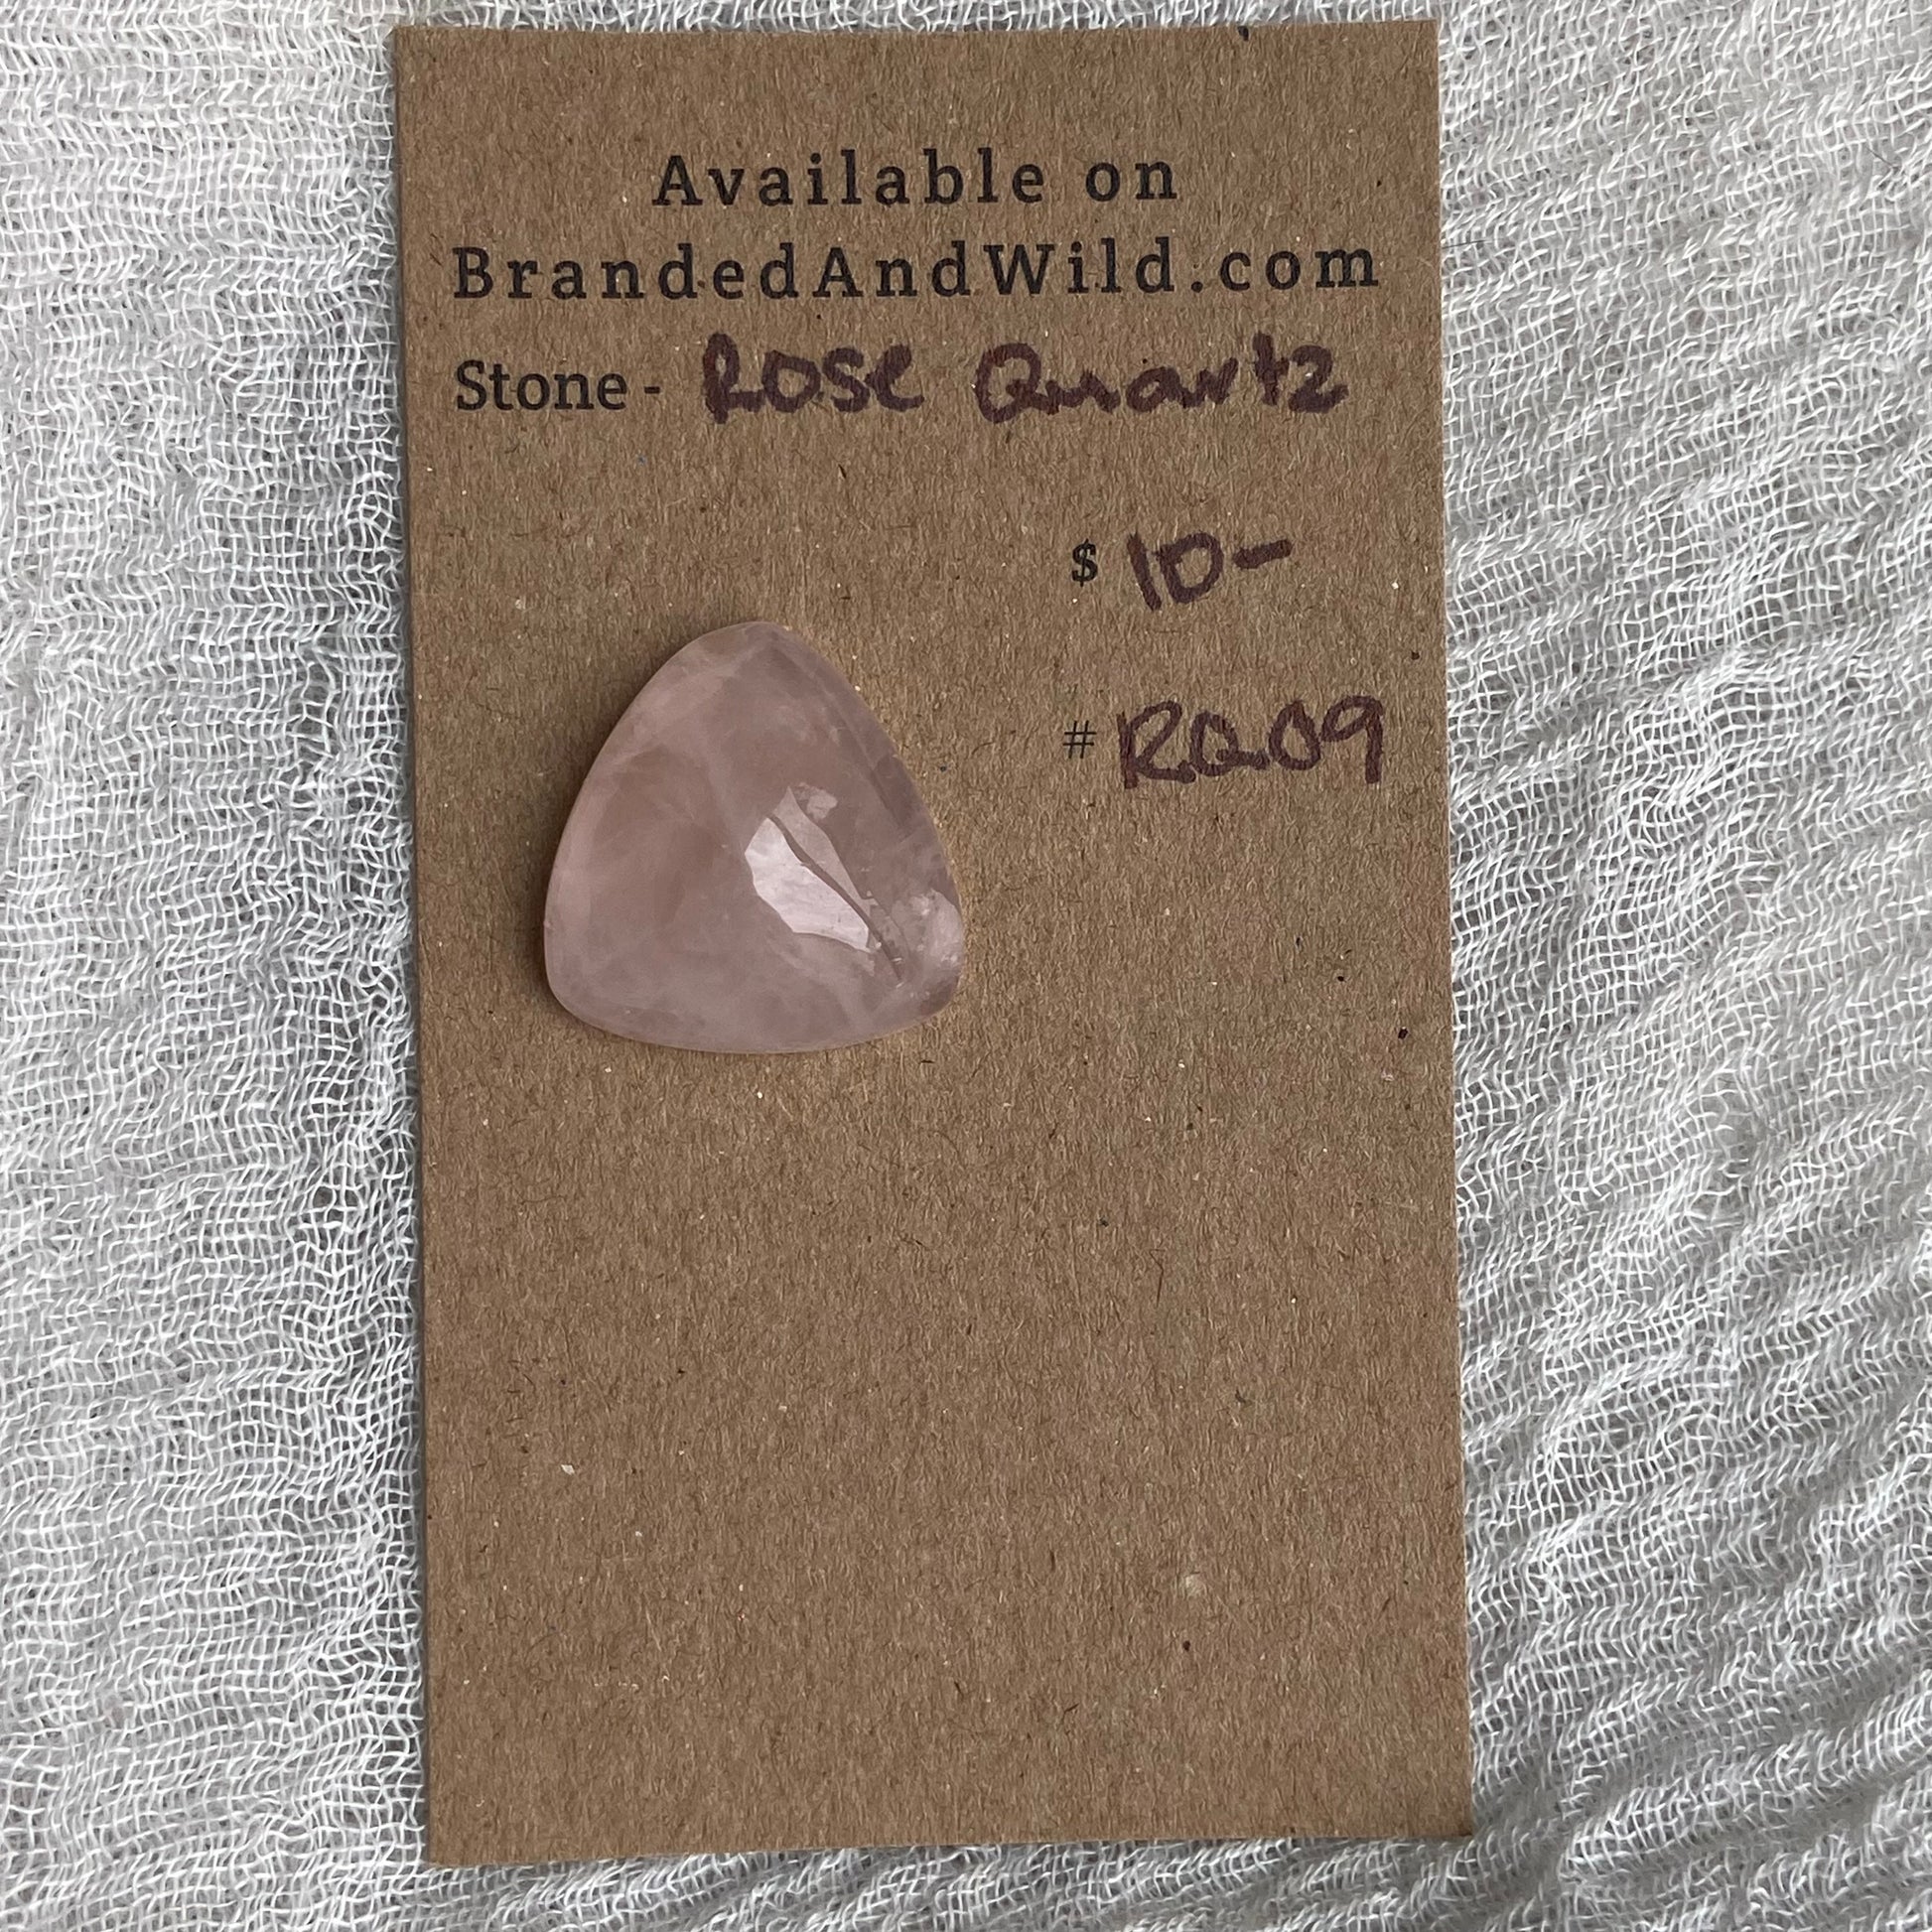 Available on
BrandedAndWild.com
Stone - Rose Quartz
$ 10-
# RQ09